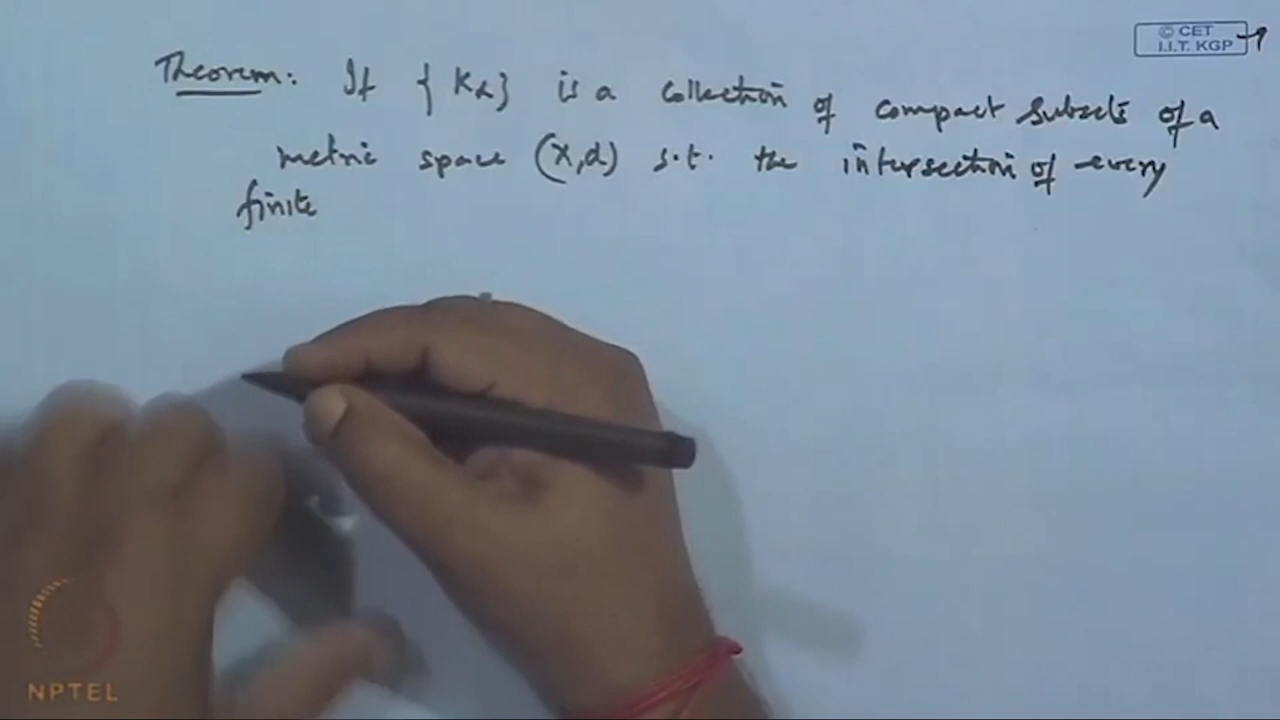 Theorem: If {Kα} is a collection of compact subsets of a
metric space (X,d) s.t. the intersection of every
finite
© CET
I.I.T. KGP
NPTEL